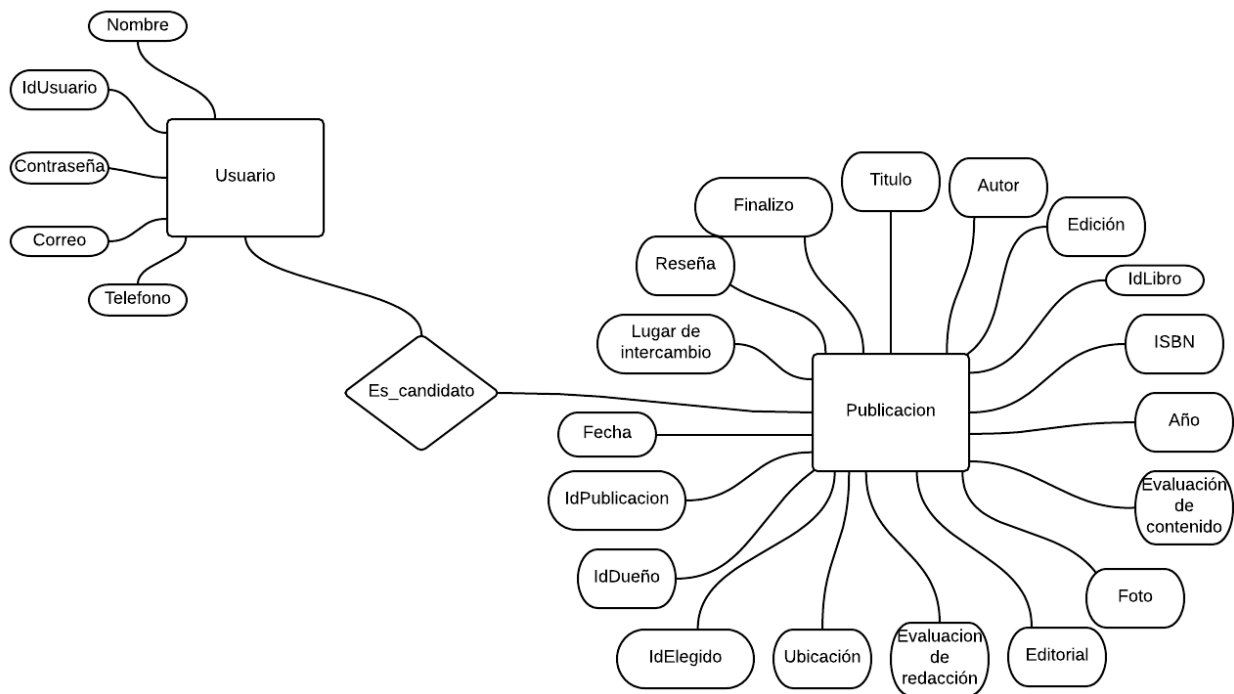 Nombre
IdUsuario
Contraseña
Correo
Telefono
Usuario
Es_candidato
Titulo
Autor
Finalizo
Edición
Reseña
IdLibro
Lugar de
intercambio
ISBN
Publicacion
Año
Fecha
Evaluación
de
contenido
IdPublicacion
IdDueño
Foto
IdElegido
Ubicación
Evaluacion
de
redacción
Editorial